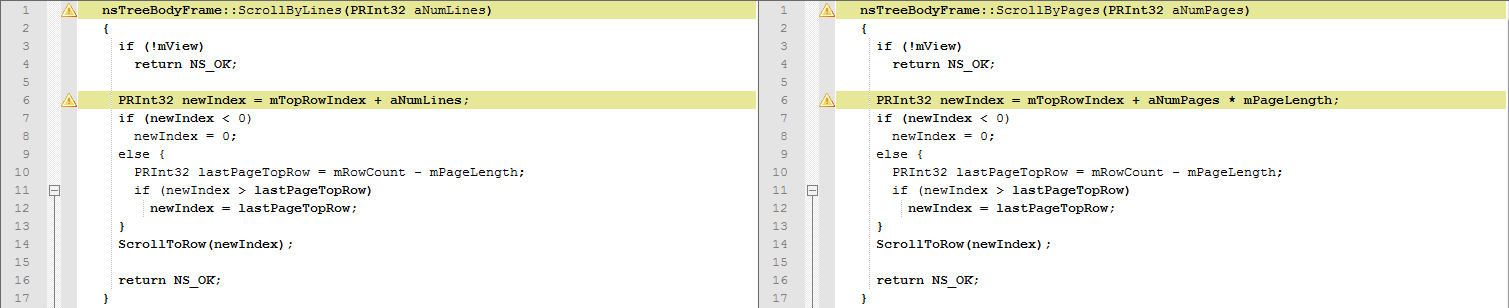 1 nsTreeBodyFrame::ScrollByLines(PRInt32 aNumLines)
2 {
3 if (!mView)
4 return NS_OK;
5
6 PRInt32 newIndex = mTopRowIndex + aNumLines;
7 if (newIndex < 0)
8 newIndex = 0;
9 else {
10 PRInt32 lastPageTopRow = mRowCount - mPageLength;
11 if (newIndex > lastPageTopRow)
12 newIndex = lastPageTopRow;
13 }
14 ScrollToRow(newIndex);
15
16 return NS_OK;
17 }
1 nsTreeBodyFrame::ScrollByPages(PRInt32 aNumPages)
2 {
3 if (!mView)
4 return NS_OK;
5
6 PRInt32 newIndex = mTopRowIndex + aNumPages * mPageLength;
7 if (newIndex < 0)
8 newIndex = 0;
9 else {
10 PRInt32 lastPageTopRow = mRowCount - mPageLength;
11 if (newIndex > lastPageTopRow)
12 newIndex = lastPageTopRow;
13 }
14 ScrollToRow(newIndex);
15
16 return NS_OK;
17 }